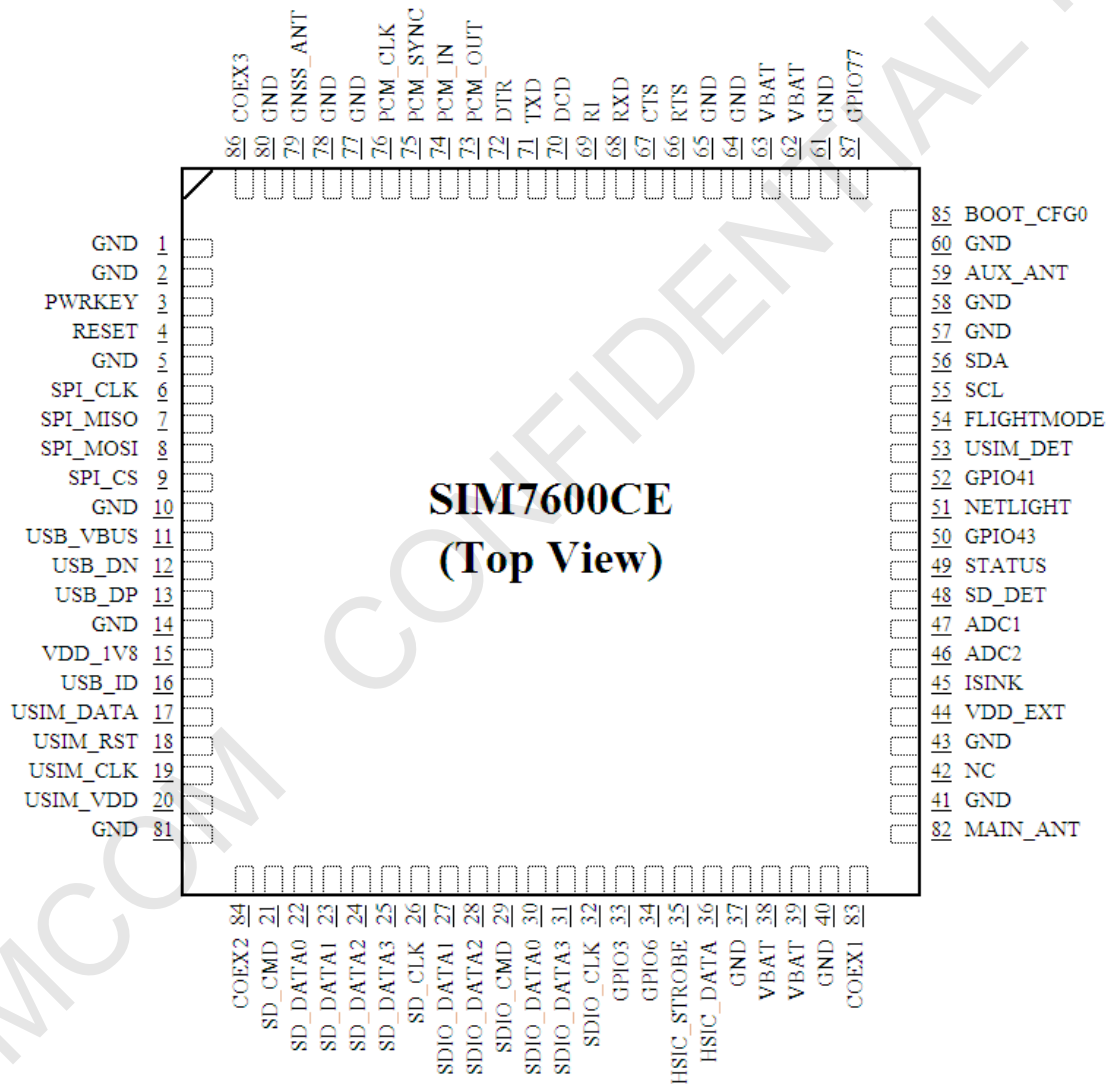 86 COEX3
80 GND
79 GNSS_ANT
78 GND
77 GND
76 PCM_CLK
75 PCM_SYNC
74 PCM_IN
73 PCM_OUT
72 DTR
71 TXD
70 DCD
69 RI
68 RXD
67 CTS
66 RTS
65 GND
64 GND
63 VBAT
62 VBAT
61 GND
87 GPIO77
GND 1
GND 2
PWRKEY 3
RESET 4
GND 5
SPI_CLK 6
SPI_MISO 7
SPI_MOSI 8
SPI_CS 9
GND 10
USB_VBUS 11
USB_DN 12
USB_DP 13
GND 14
VDD_1V8 15
USB_ID 16
USIM_DATA 17
USIM_RST 18
USIM_CLK 19
USIM_VDD 20
GND 81
SIM7600CE
(Top View)
85 BOOT_CFG0
60 GND
59 AUX_ANT
58 GND
57 GND
56 SDA
55 SCL
54 FLIGHTMODE
53 USIM_DET
52 GPIO41
51 NETLIGHT
50 GPIO43
49 STATUS
48 SD_DET
47 ADC1
46 ADC2
45 ISINK
44 VDD_EXT
43 GND
42 NC
41 GND
82 MAIN_ANT
COEX2 84
SD_CMD 21
SD_DATA0 22
SD_DATA1 23
SD_DATA2 24
SD_DATA3 25
SD_CLK 26
SDIO_DATA1 27
SDIO_DATA2 28
SDIO_CMD 29
SDIO_DATA0 30
SDIO_DATA3 31
SDIO_CLK 32
GPIO3 33
GPIO6 34
HSIC_STROBE 35
HSIC_DATA 36
GND 37
VBAT 38
VBAT 39
GND 40
COEX1 83
MCOM CONFIDENTIAL